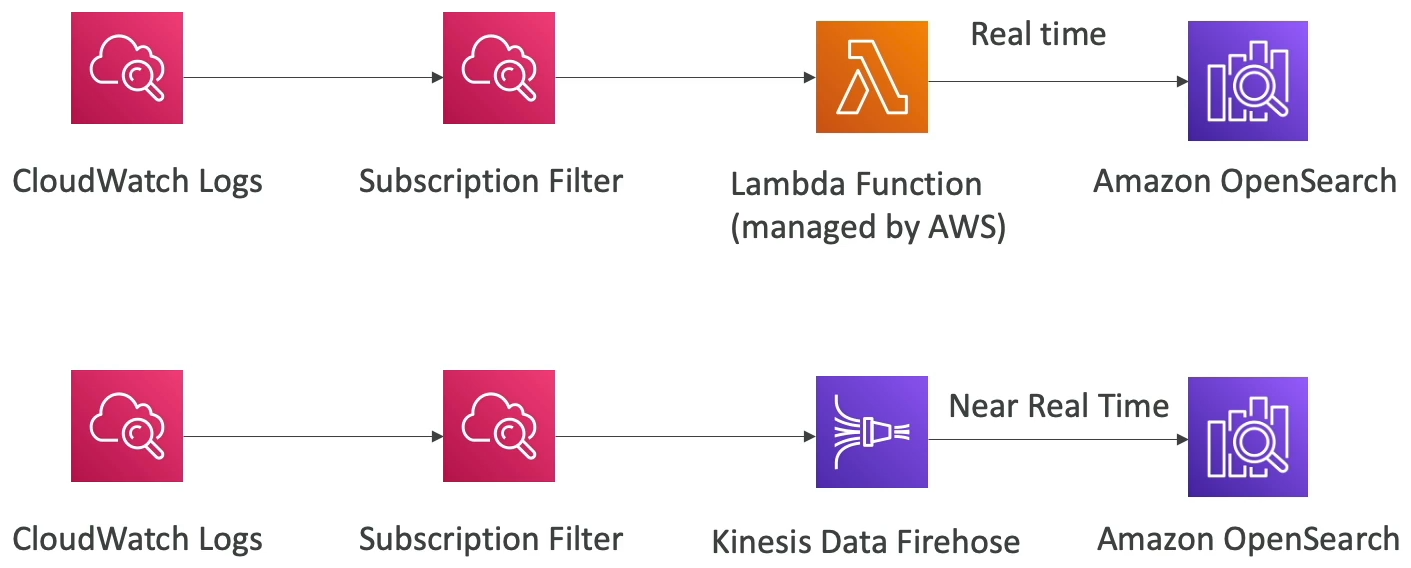 Real time
CloudWatch Logs
Subscription Filter
Lambda Function
(managed by AWS)
Amazon OpenSearch
Near Real Time
CloudWatch Logs
Subscription Filter
Kinesis Data Firehose
Amazon OpenSearch